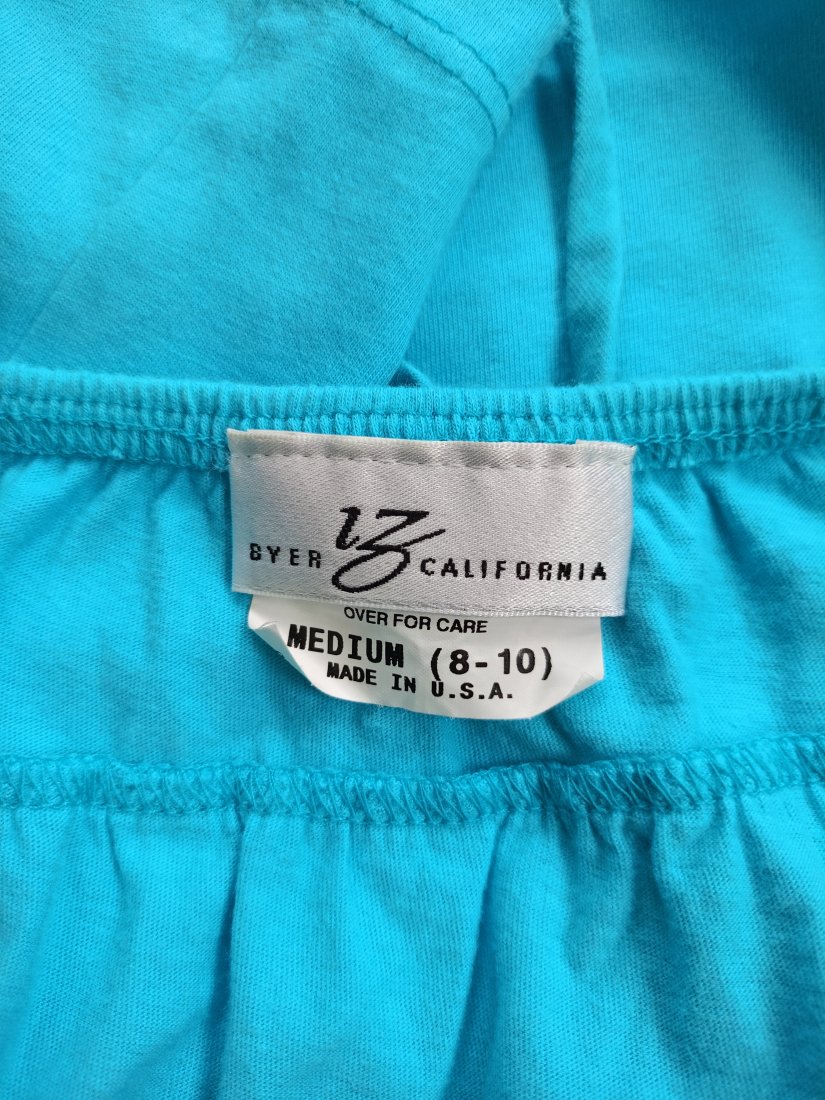 BYER iz CALIFORNIA
OVER FOR CARE
MEDIUM (8-10)
MADE IN U.S.A.